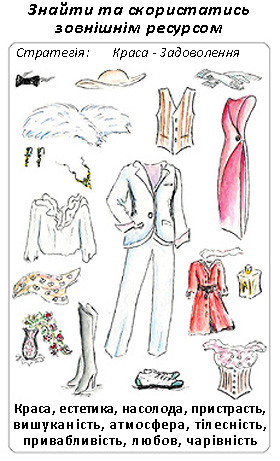 Знайти та скористатись
зовнішнім ресурсом
Стратегія: Краса - Задоволення
Краса, естетика, насолода, пристрасть,
вишуканість, атмосфера, тілесність,
привабливість, любов, чарівність